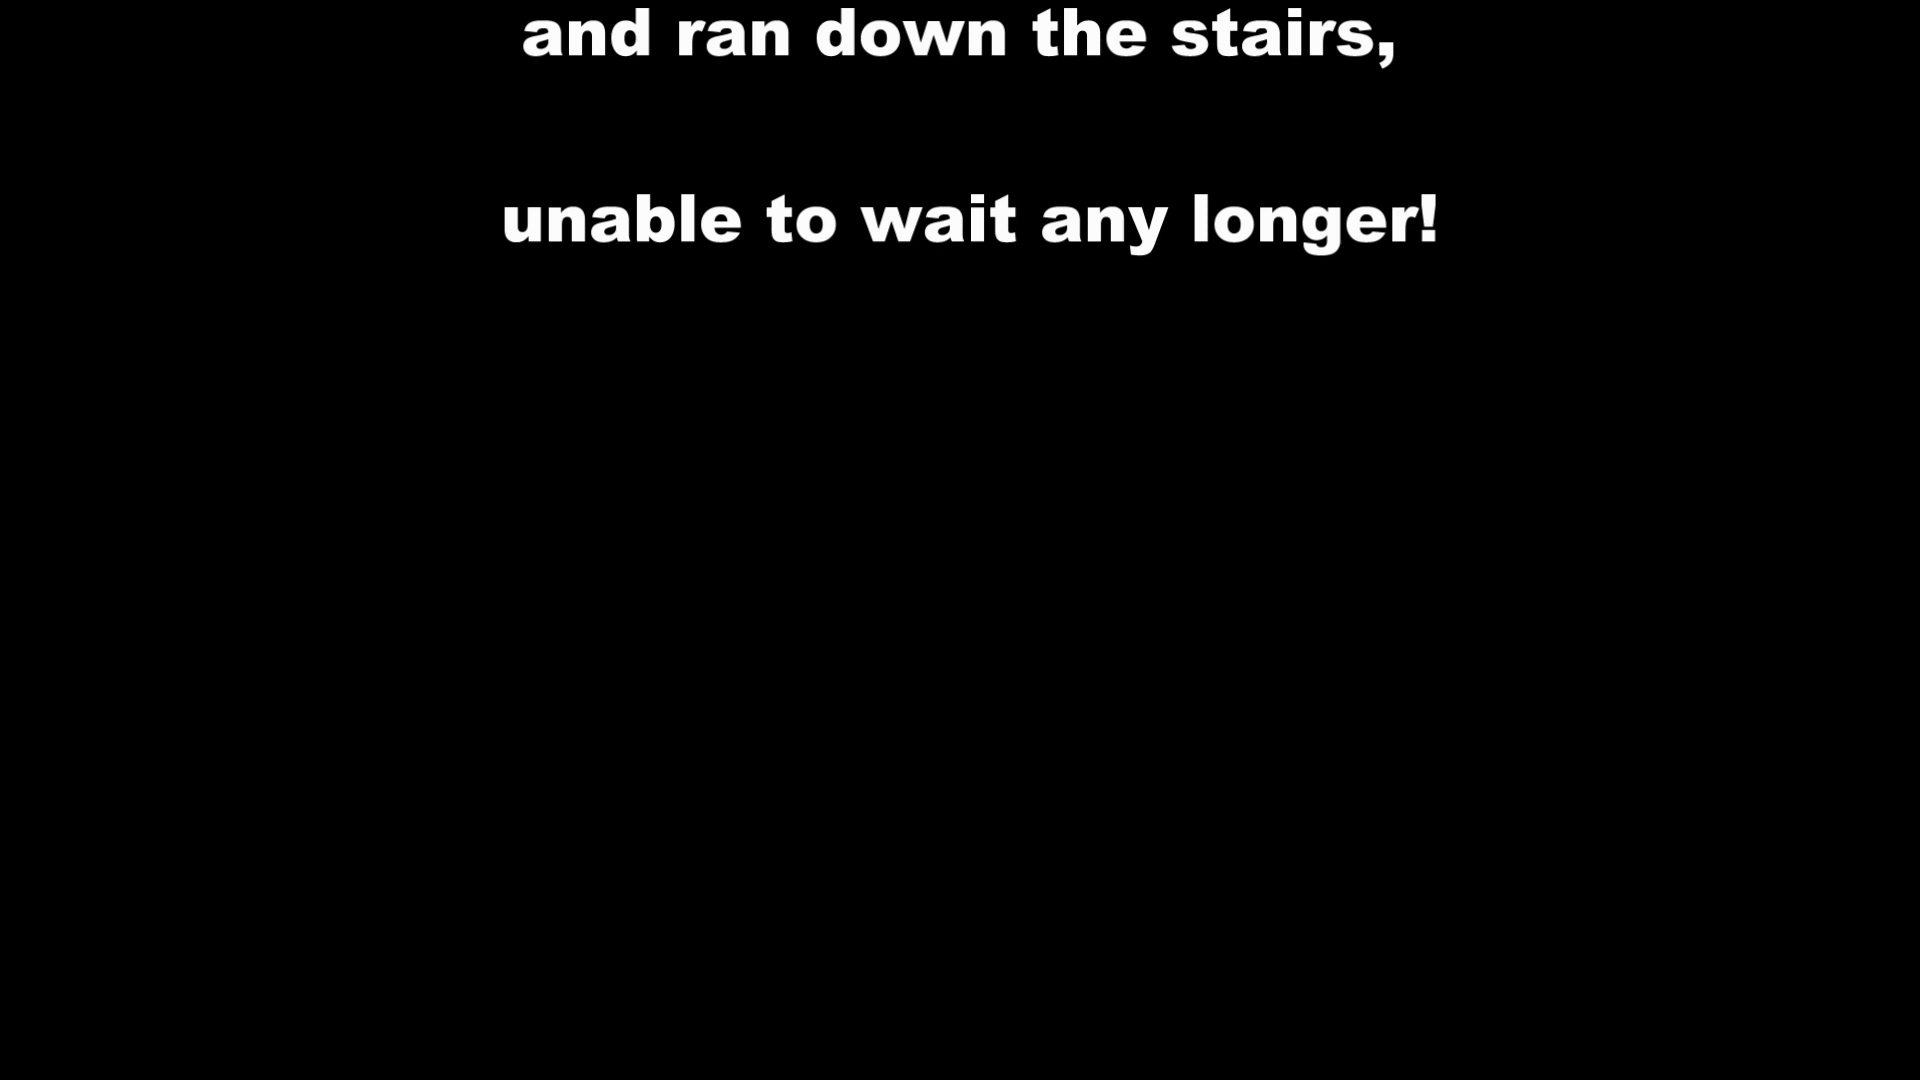 and ran down the stairs,
unable to wait any longer!